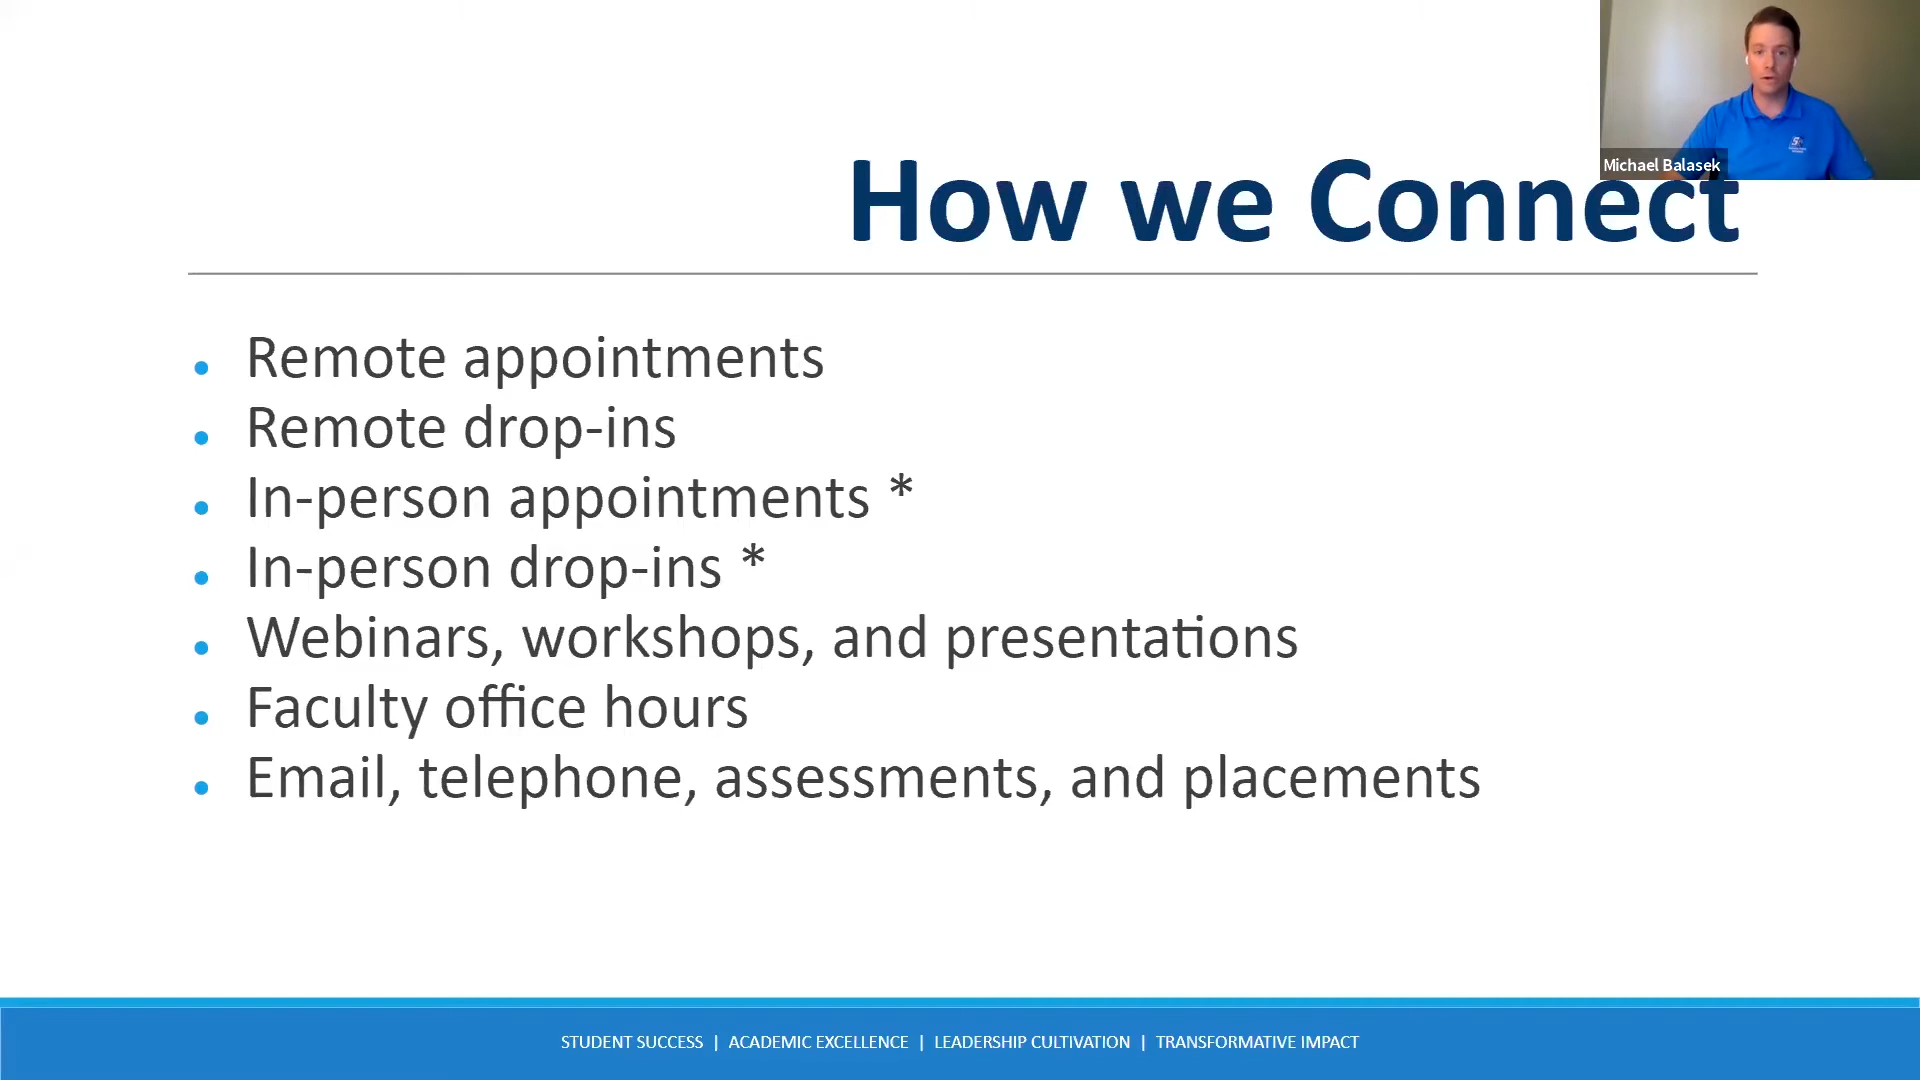 Michael Balasek
How we Connect
• Remote appointments
• Remote drop-ins
• In-person appointments *
• In-person drop-ins *
• Webinars, workshops, and presentations
• Faculty office hours
• Email, telephone, assessments, and placements
STUDENT SUCCESS | ACADEMIC EXCELLENCE | LEADERSHIP CULTIVATION | TRANSFORMATIVE IMPACT